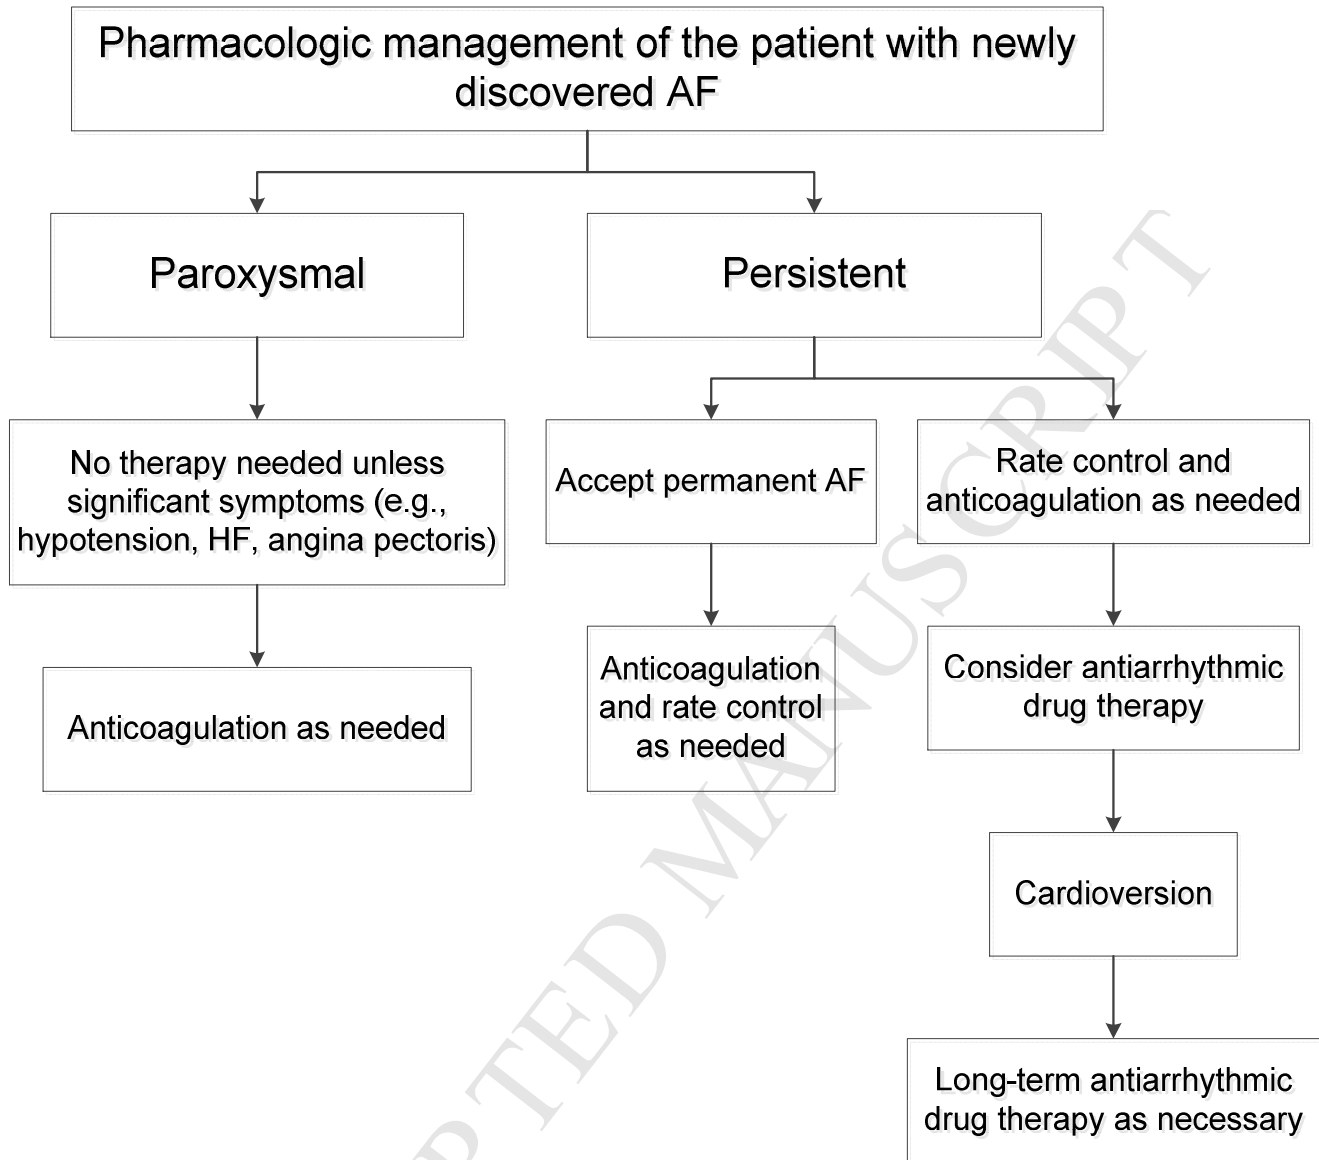 Pharmacologic management of the patient with newly
discovered AF
Paroxysmal
Persistent
No therapy needed unless
significant symptoms (e.g.,
hypotension, HF, angina pectoris)
Accept permanent AF
Rate control and
anticoagulation as needed
Anticoagulation as needed
Anticoagulation
and rate control
as needed
Consider antiarrhythmic
drug therapy
Cardioversion
Long-term antiarrhythmic
drug therapy as necessary
PTED MANUSCRIPT